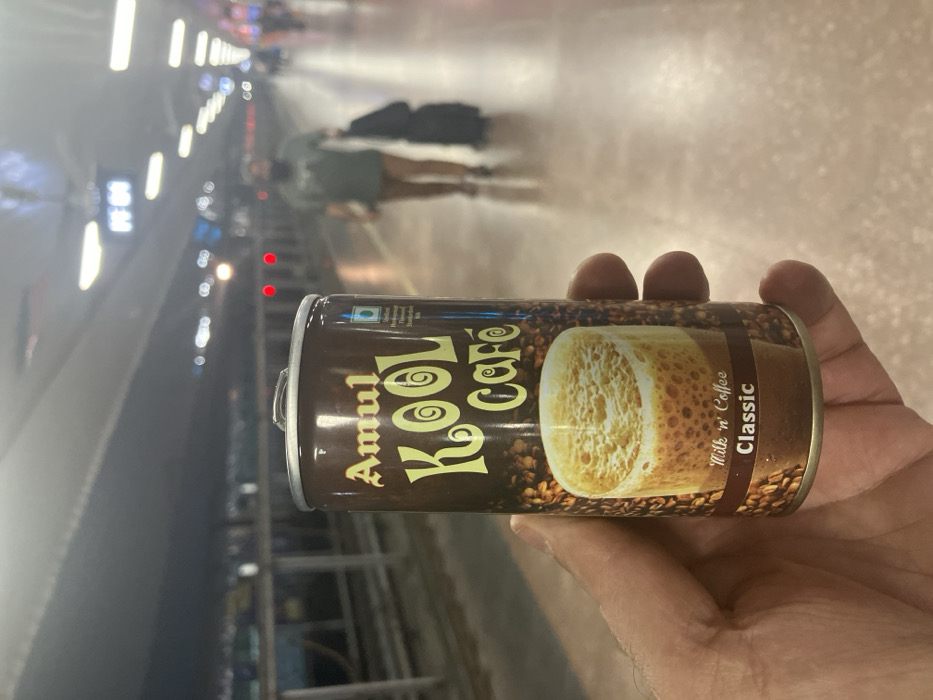 Amul
KOOL
CaFé
Milk 'n' Coffee
Classic